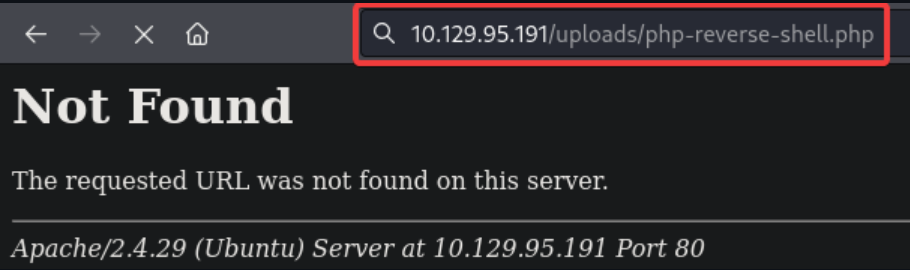 10.129.95.191/uploads/php-reverse-shell.php
Not Found
The requested URL was not found on this server.
Apache/2.4.29 (Ubuntu) Server at 10.129.95.191 Port 80